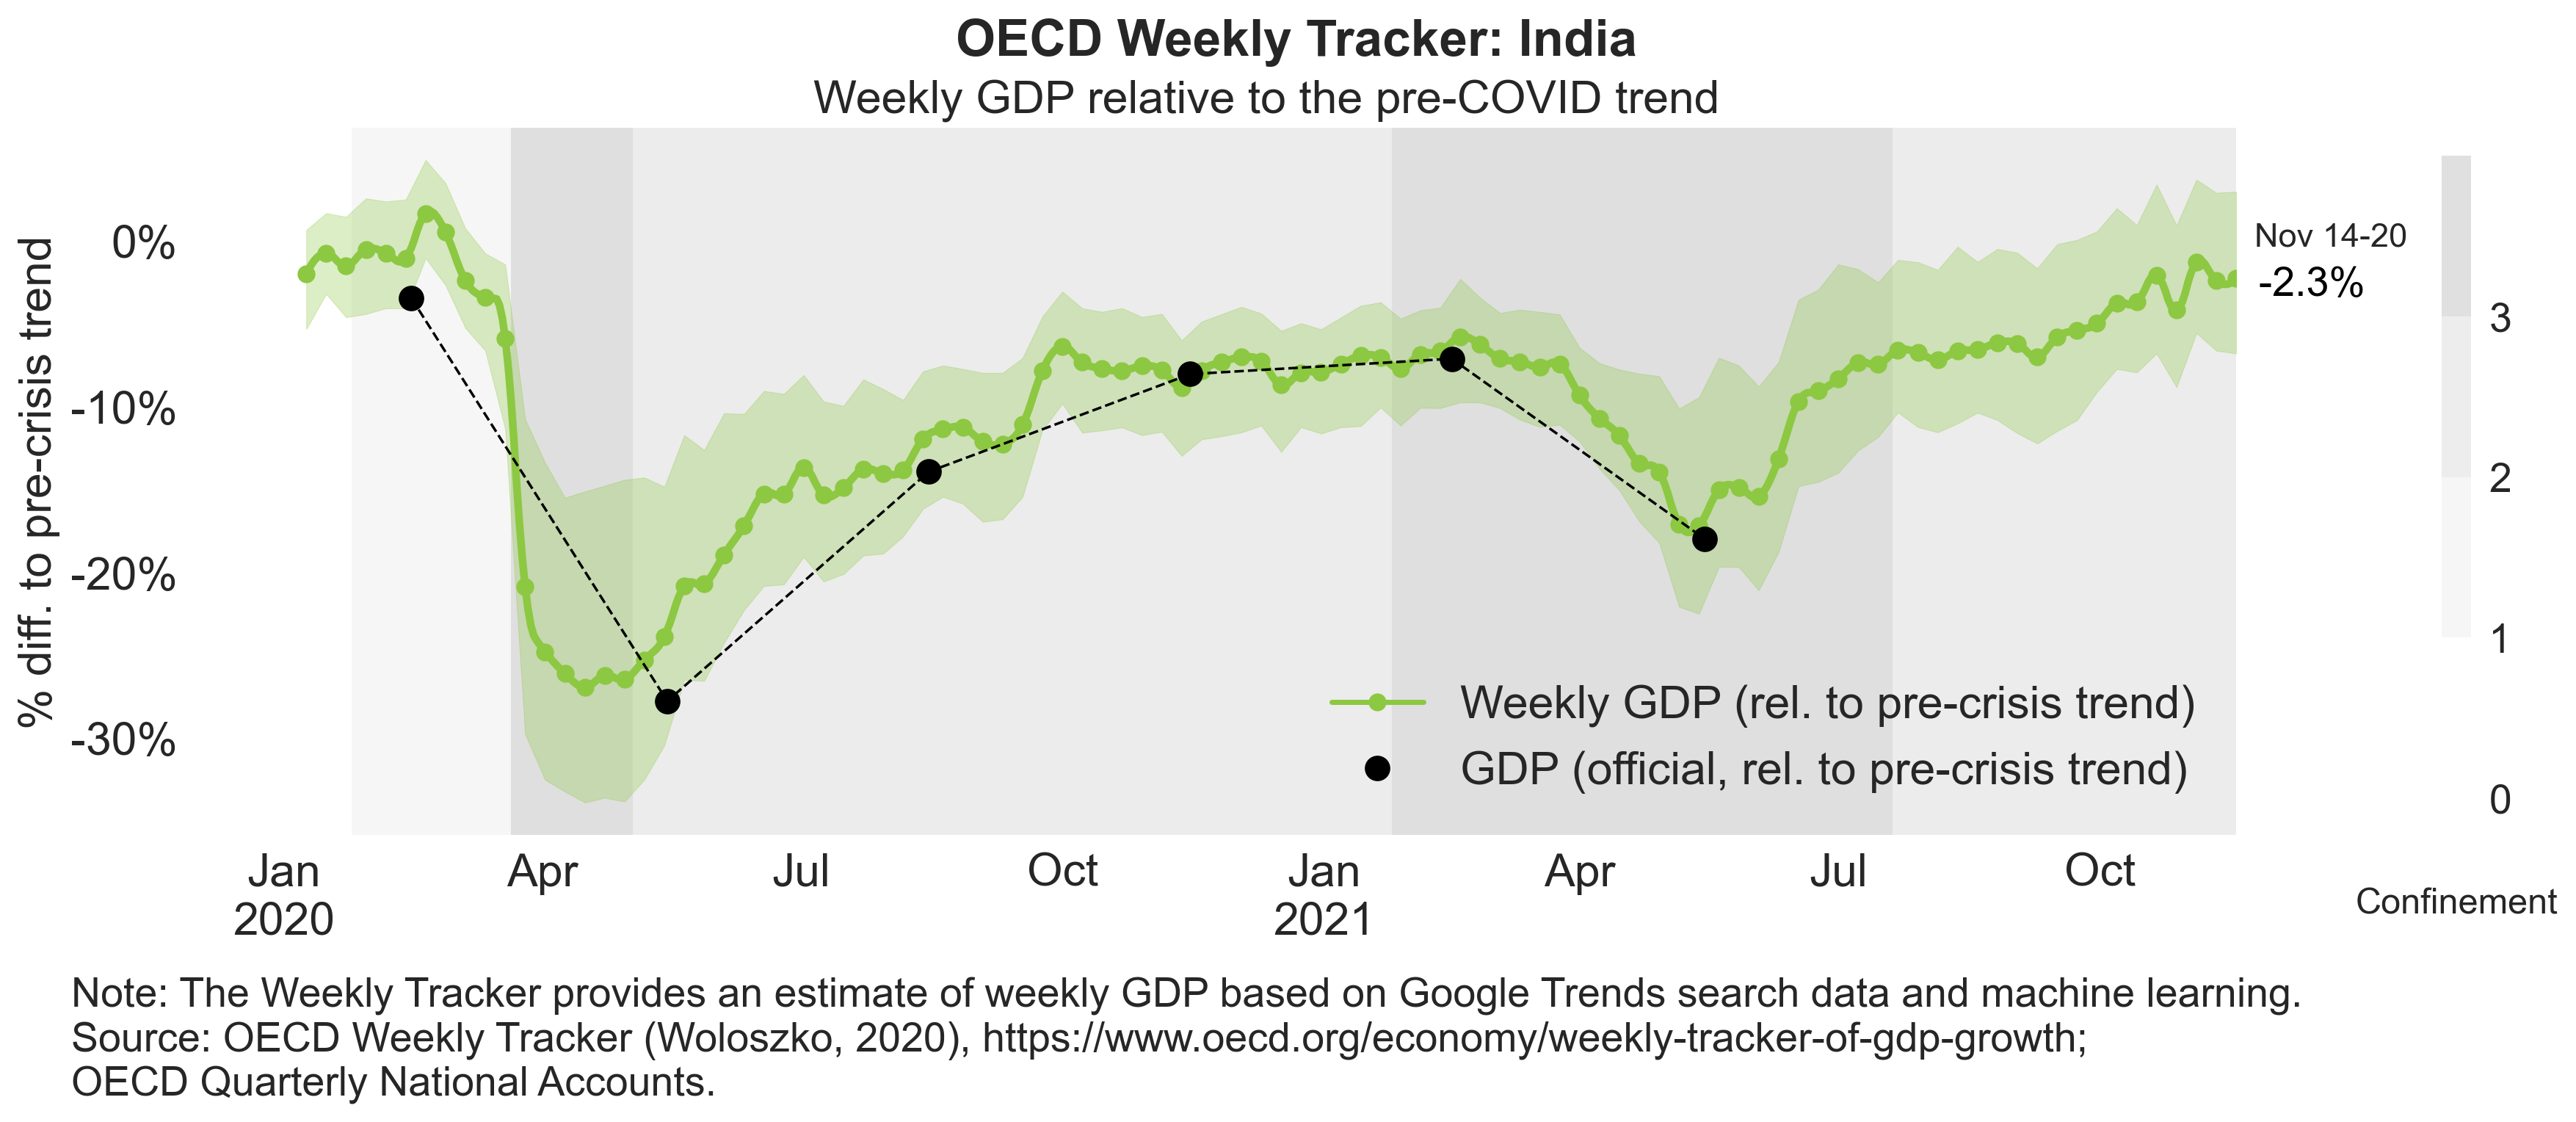 OECD Weekly Tracker: India
Weekly GDP relative to the pre-COVID trend
% diff. to pre-crisis trend
0%
-10%
-20%
-30%
Nov 14-20
-2.3%
3
2
1
0
Confinement
Weekly GDP (rel. to pre-crisis trend)
GDP (official, rel. to pre-crisis trend)
Jan Apr Jul Oct Jan Apr Jul Oct
2020 2021
Note: The Weekly Tracker provides an estimate of weekly GDP based on Google Trends search data and machine learning.
Source: OECD Weekly Tracker (Woloszko, 2020), https://www.oecd.org/economy/weekly-tracker-of-gdp-growth;
OECD Quarterly National Accounts.